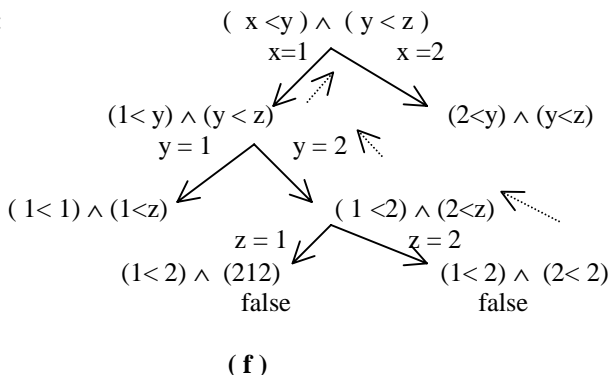 ( x <y ) ∧ ( y < z )
x=1 x =2
(1< y) ∧ (y < z) (2<y) ∧ (y<z)
y = 1 y = 2
( 1< 1) ∧ (1<z) ( 1 <2) ∧ (2<z)
z = 1 z = 2
(1< 2) ∧ (212) (1< 2) ∧ (2< 2)
false false
( f )